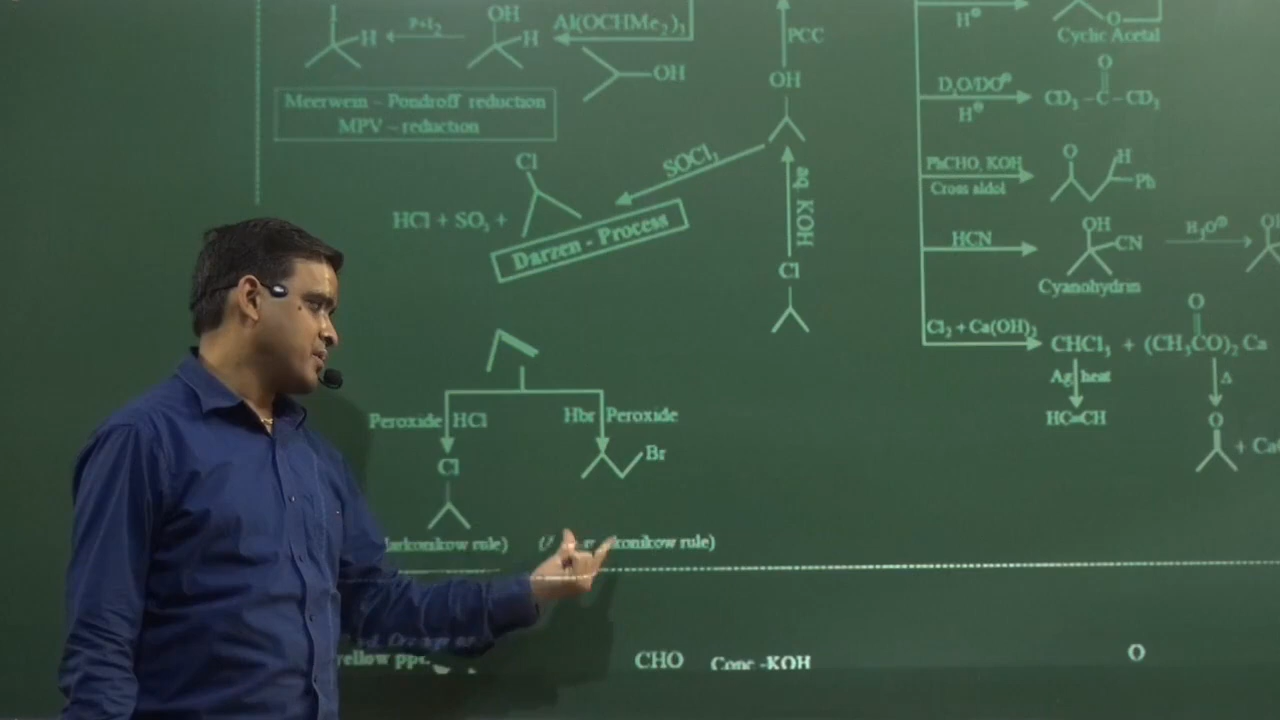 H P+I₂ OH H Al(OCHMe₂)₃
OH
Meerwein – Pondroff reduction
MPV – reduction
PCC
OH
SOCl₂
Cl
HCl + SO₂ +
Darzen - Process
aq KOH
Cl
Peroxide HCl Hbr Peroxide
Cl Br
arkonikow rule) konikow rule)
H⊕ O
Cyclic Acetal
D₂O/DO⊕ O
H⊕ CD₃ – C – CD₃
PhCHO, KOH O H
Cross aldol Ph
HCN OH CN H₃O⊕
Cyanohydrin
Cl₂ + Ca(OH)₂ CHCl₃ + (CH₃CO)₂ Ca
O
Ag heat Δ
HC≡CH O
+ Ca
yellow ppt.
CHO Conc -KOH O